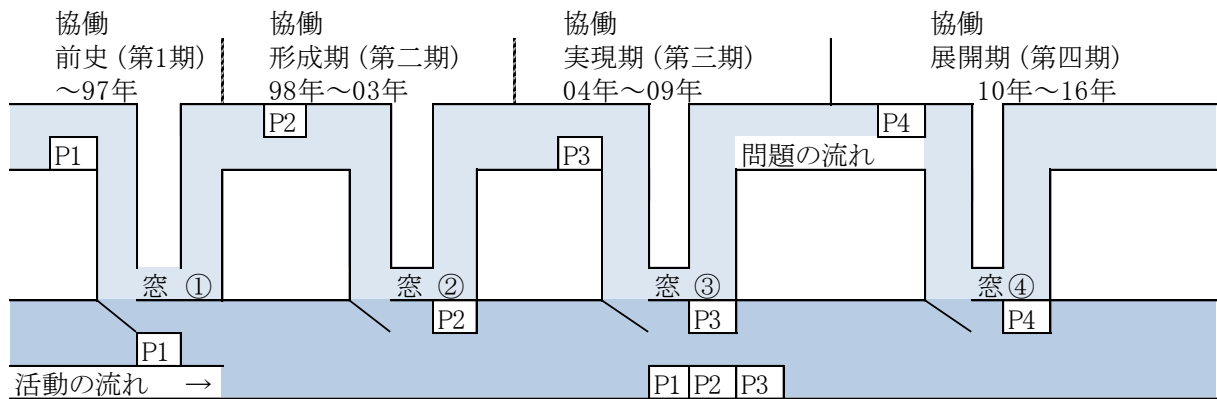 協働
前史（第1期）
～97年
協働
形成期（第二期）
98年～03年
協働
実現期（第三期）
04年～09年
協働
展開期（第四期）
10年～16年
P2
P4
P1
P3
問題の流れ
窓 ①
窓 ②
窓 ③
窓④
P2
P3
P4
P1
活動の流れ →
P1 P2 P3